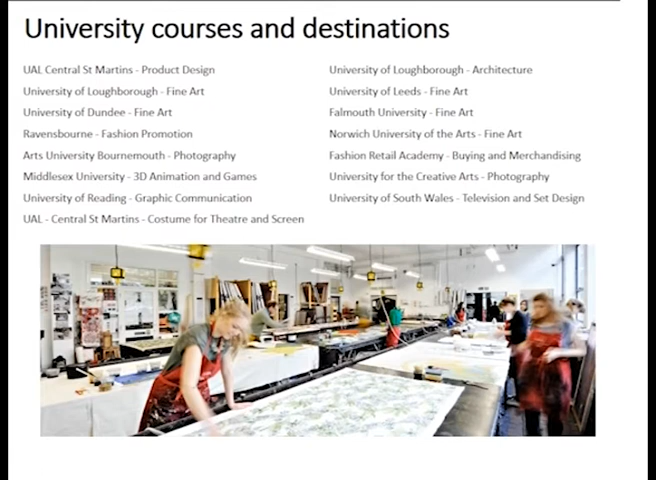 University courses and destinations
UAL Central St Martins - Product Design
University of Loughborough - Fine Art
University of Dundee - Fine Art
Ravensbourne - Fashion Promotion
Arts University Bournemouth - Photography
Middlesex University - 3D Animation and Games
University of Reading - Graphic Communication
UAL - Central St Martins - Costume for Theatre and Screen
University of Loughborough - Architecture
University of Leeds - Fine Art
Falmouth University - Fine Art
Norwich University of the Arts - Fine Art
Fashion Retail Academy - Buying and Merchandising
University for the Creative Arts - Photography
University of South Wales - Television and Set Design